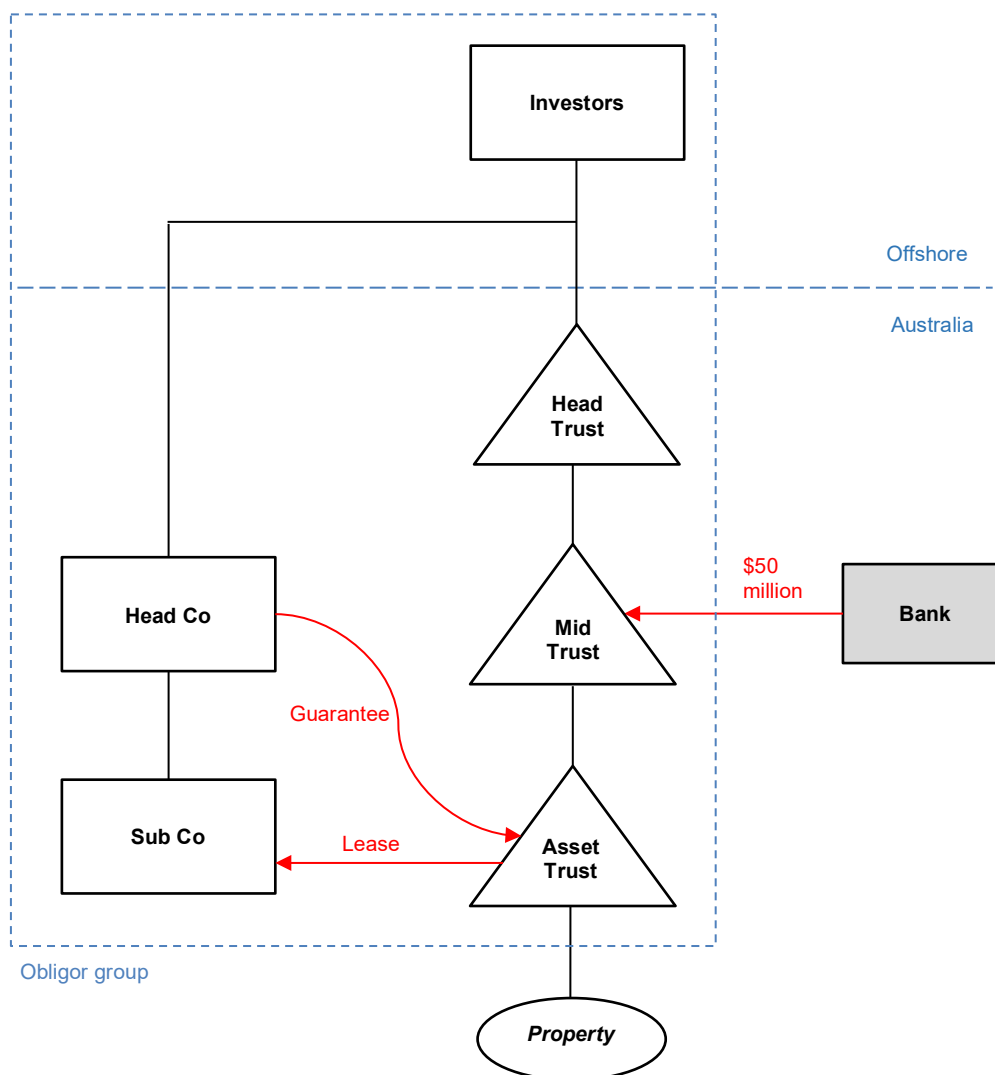 Investors
Offshore
Australia
Head
Trust
$50
million
Head Co
Mid
Trust
Bank
Guarantee
Sub Co
Lease
Asset
Trust
Obligor group
Property